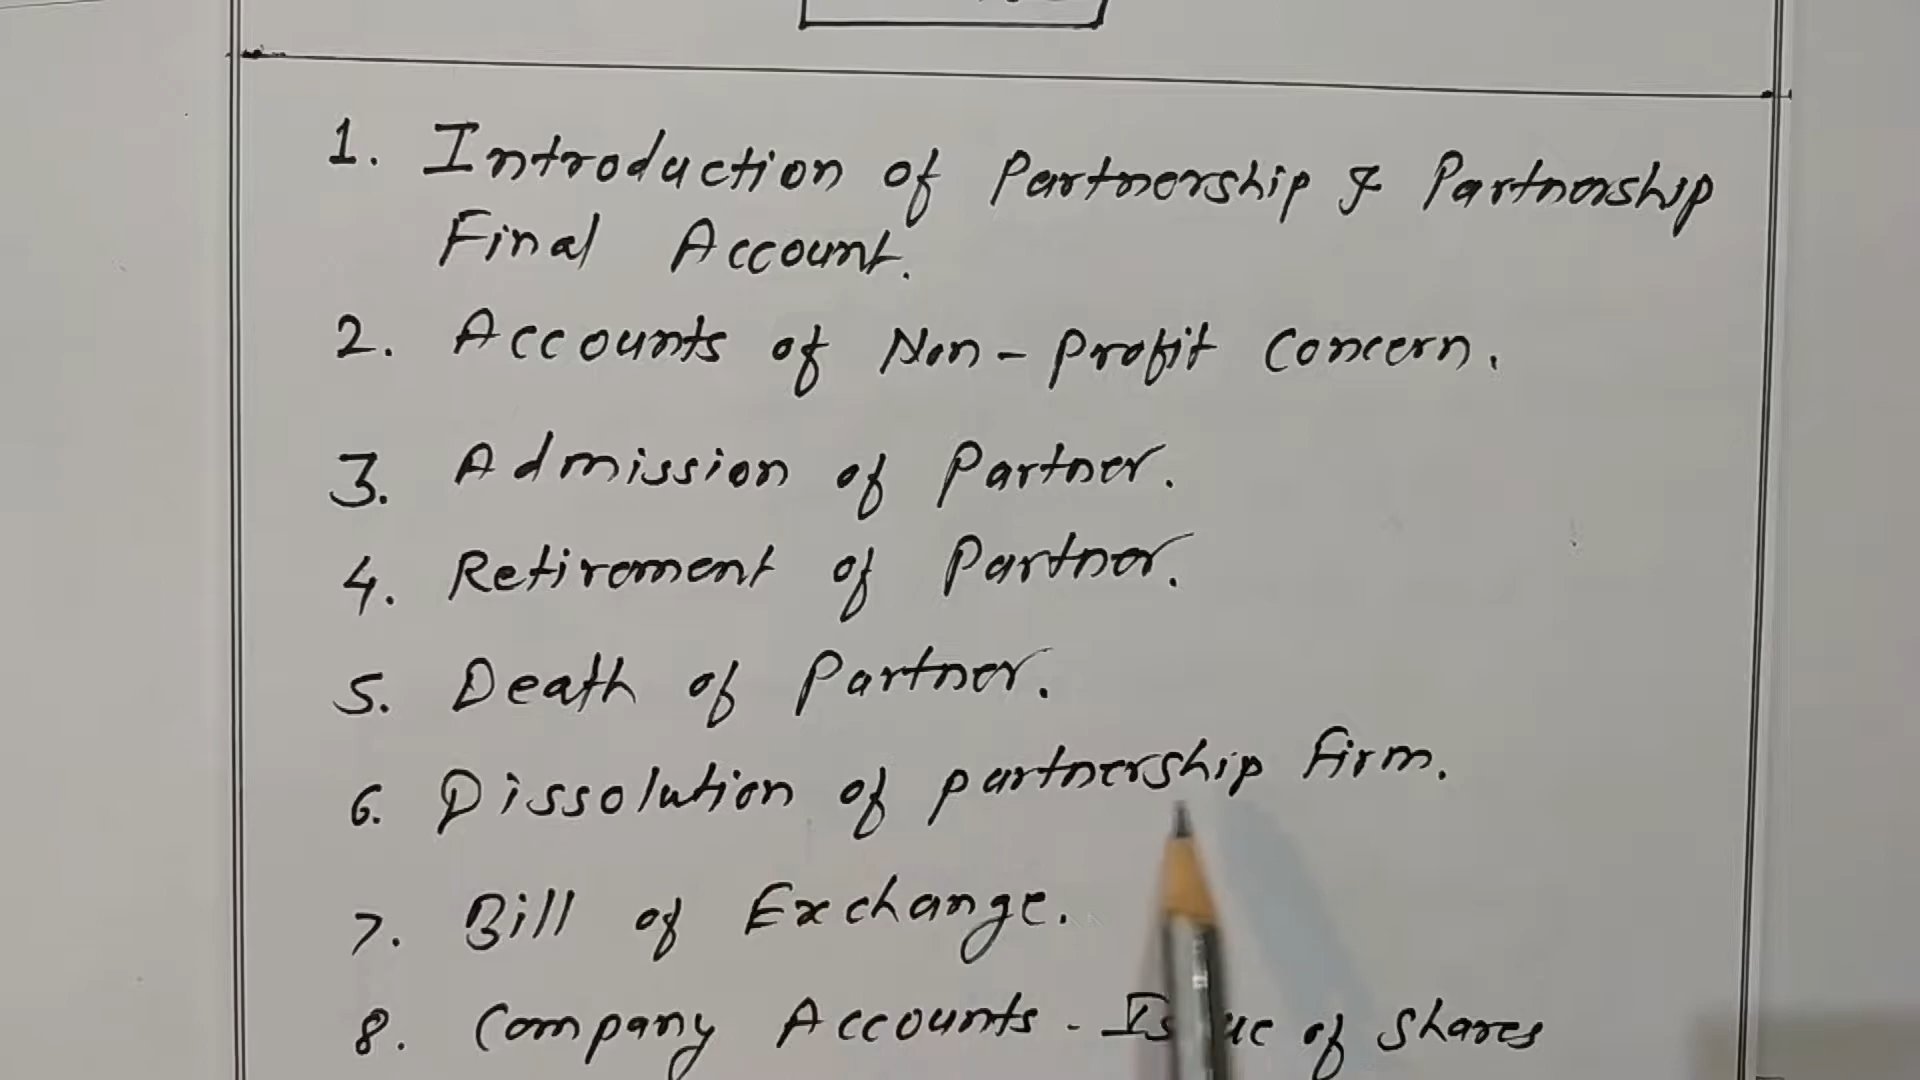 1. Introduction of Partnership & Partnership
Final Account.
2. Accounts of Non-Profit Concern.
3. Admission of Partner.
4. Retirement of Partner.
5. Death of Partner.
6. Dissolution of partnership firm.
7. Bill of Exchange.
8. Company Accounts - Issue of Shares